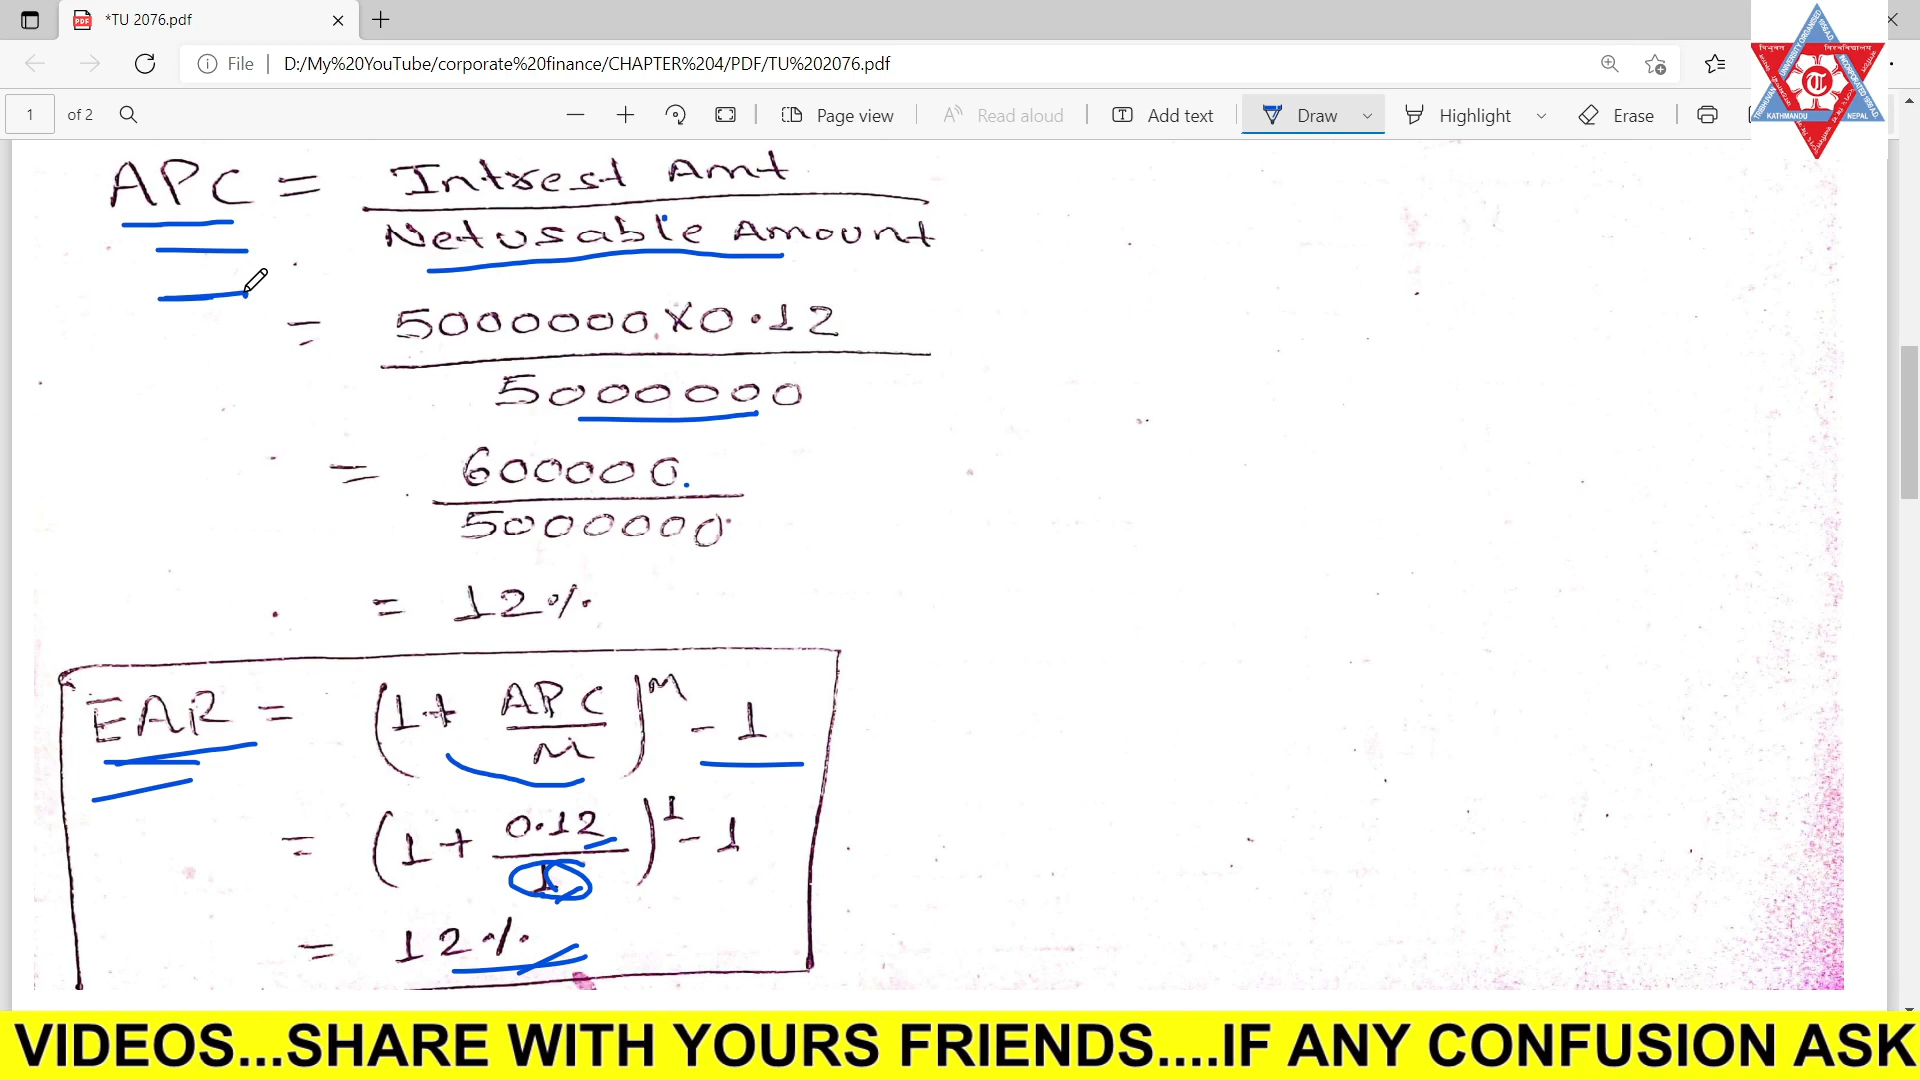 *TU 2076.pdf
File D:/My%20YouTube/corporate%20finance/CHAPTER%204/PDF/TU%202076.pdf
1 of 2 Page view Read aloud Add text Draw Highlight Erase
APC = Intrest Amt
Netusable Amount
= 5000000 X 0.12
5000000
= 600000
5000000
= 12%
EAR = (1 + APC
M )^M - 1
= (1 + 0.12
1 )^1 - 1
= 12%
KATHMANDU NEPAL
VIDEOS...SHARE WITH YOURS FRIENDS....IF ANY CONFUSION ASK